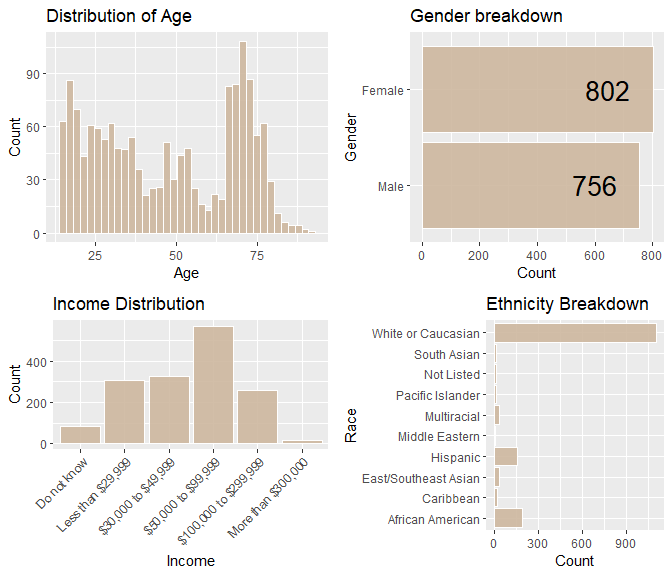 Distribution of Age
Count
90
60
30
0
25
50
75
Age
Gender breakdown
Gender
Female
802
Male
756
0
200
400
600
800
Count
Income Distribution
Count
400
200
0
Do not know
Less than $29,999
$30,000 to $49,999
$50,000 to $99,999
$100,000 to $299,999
More than $300,000
Income
Ethnicity Breakdown
Race
White or Caucasian
South Asian
Not Listed
Pacific Islander
Multiracial
Middle Eastern
Hispanic
East/Southeast Asian
Caribbean
African American
0
300
600
900
Count